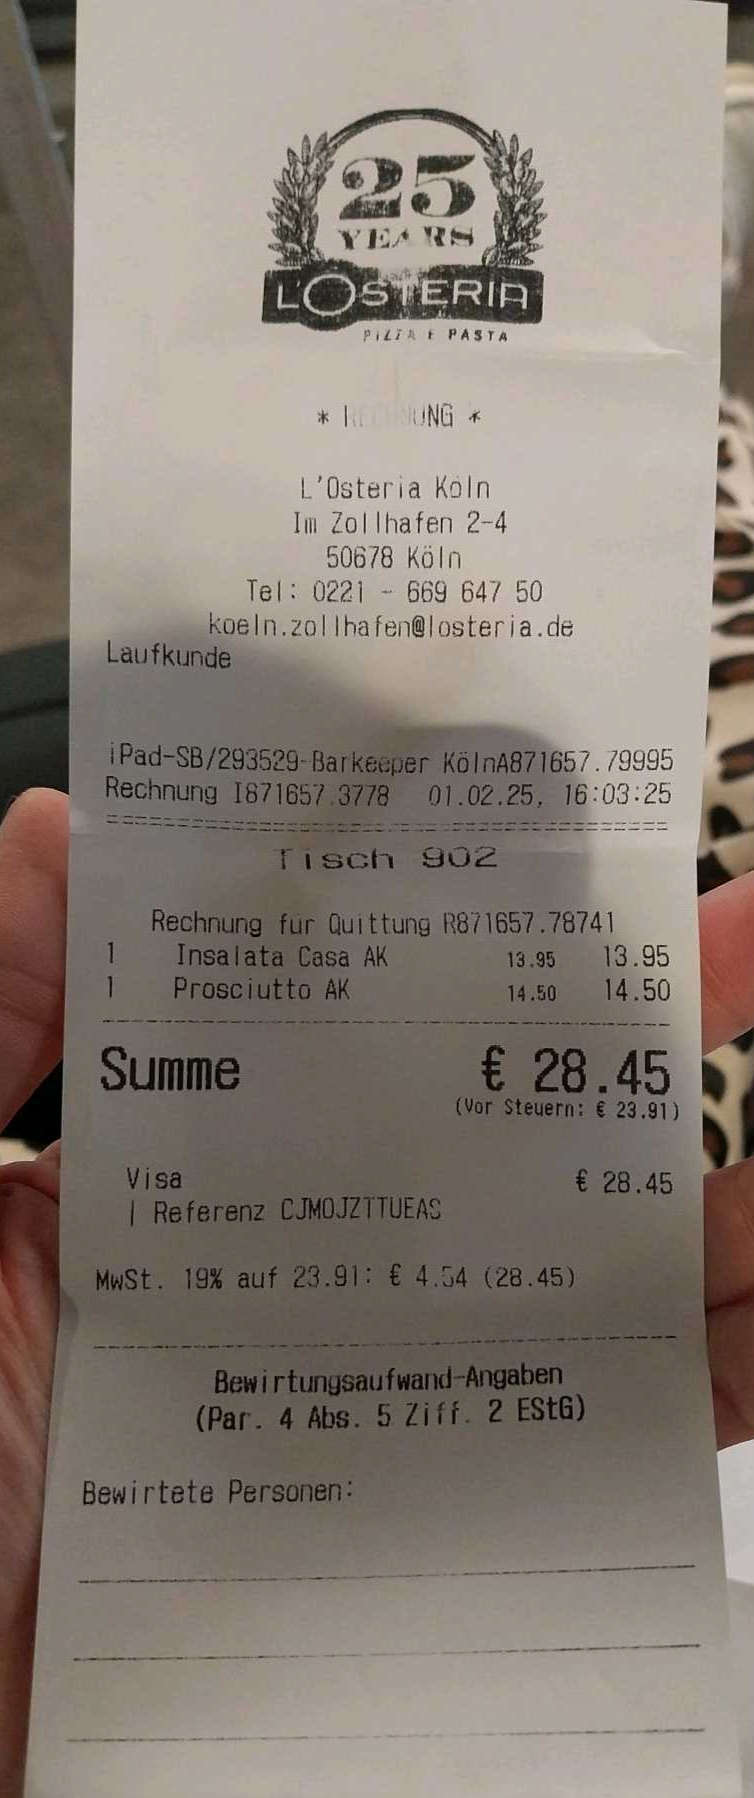 25
YEARS
L'OSTERIA
PIZZA E PASTA
* RECHNUNG *
L'Osteria Köln
Im Zollhafen 2-4
50678 Köln
Tel: 0221 - 669 647 50
koeln.zollhafen@losteria.de
Laufkunde
iPad-SB/293529-Barkeeper KölnA871657.79995
Rechnung I871657.3778 01.02.25, 16:03:25
Tisch 902
Rechnung für Quittung R871657.78741
1 Insalata Casa AK 13.95 13.95
1 Prosciutto AK 14.50 14.50
Summe € 28.45
(Vor Steuern: € 23.91)
Visa € 28.45
| Referenz CJMOJZTTUEAS
MwSt. 19% auf 23.91: € 4.54 (28.45)
Bewirtungsaufwand-Angaben
(Par. 4 Abs. 5 Ziff. 2 EStG)
Bewirtete Personen: